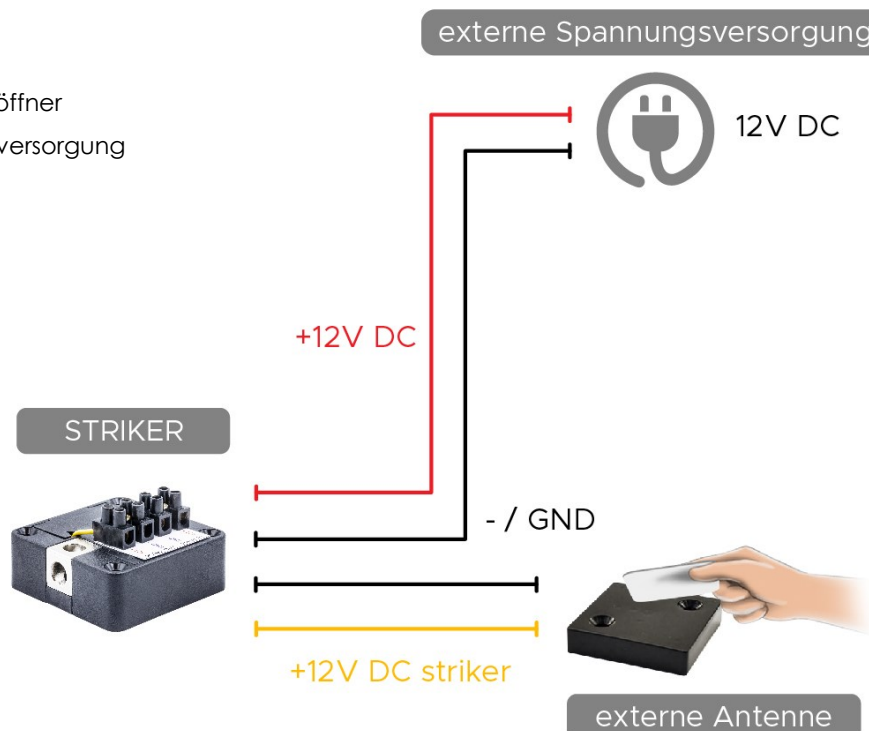 externe Spannungsversorgung
öffner
versorgung
12V DC
+12V DC
STRIKER
- / GND
+12V DC striker
externe Antenne